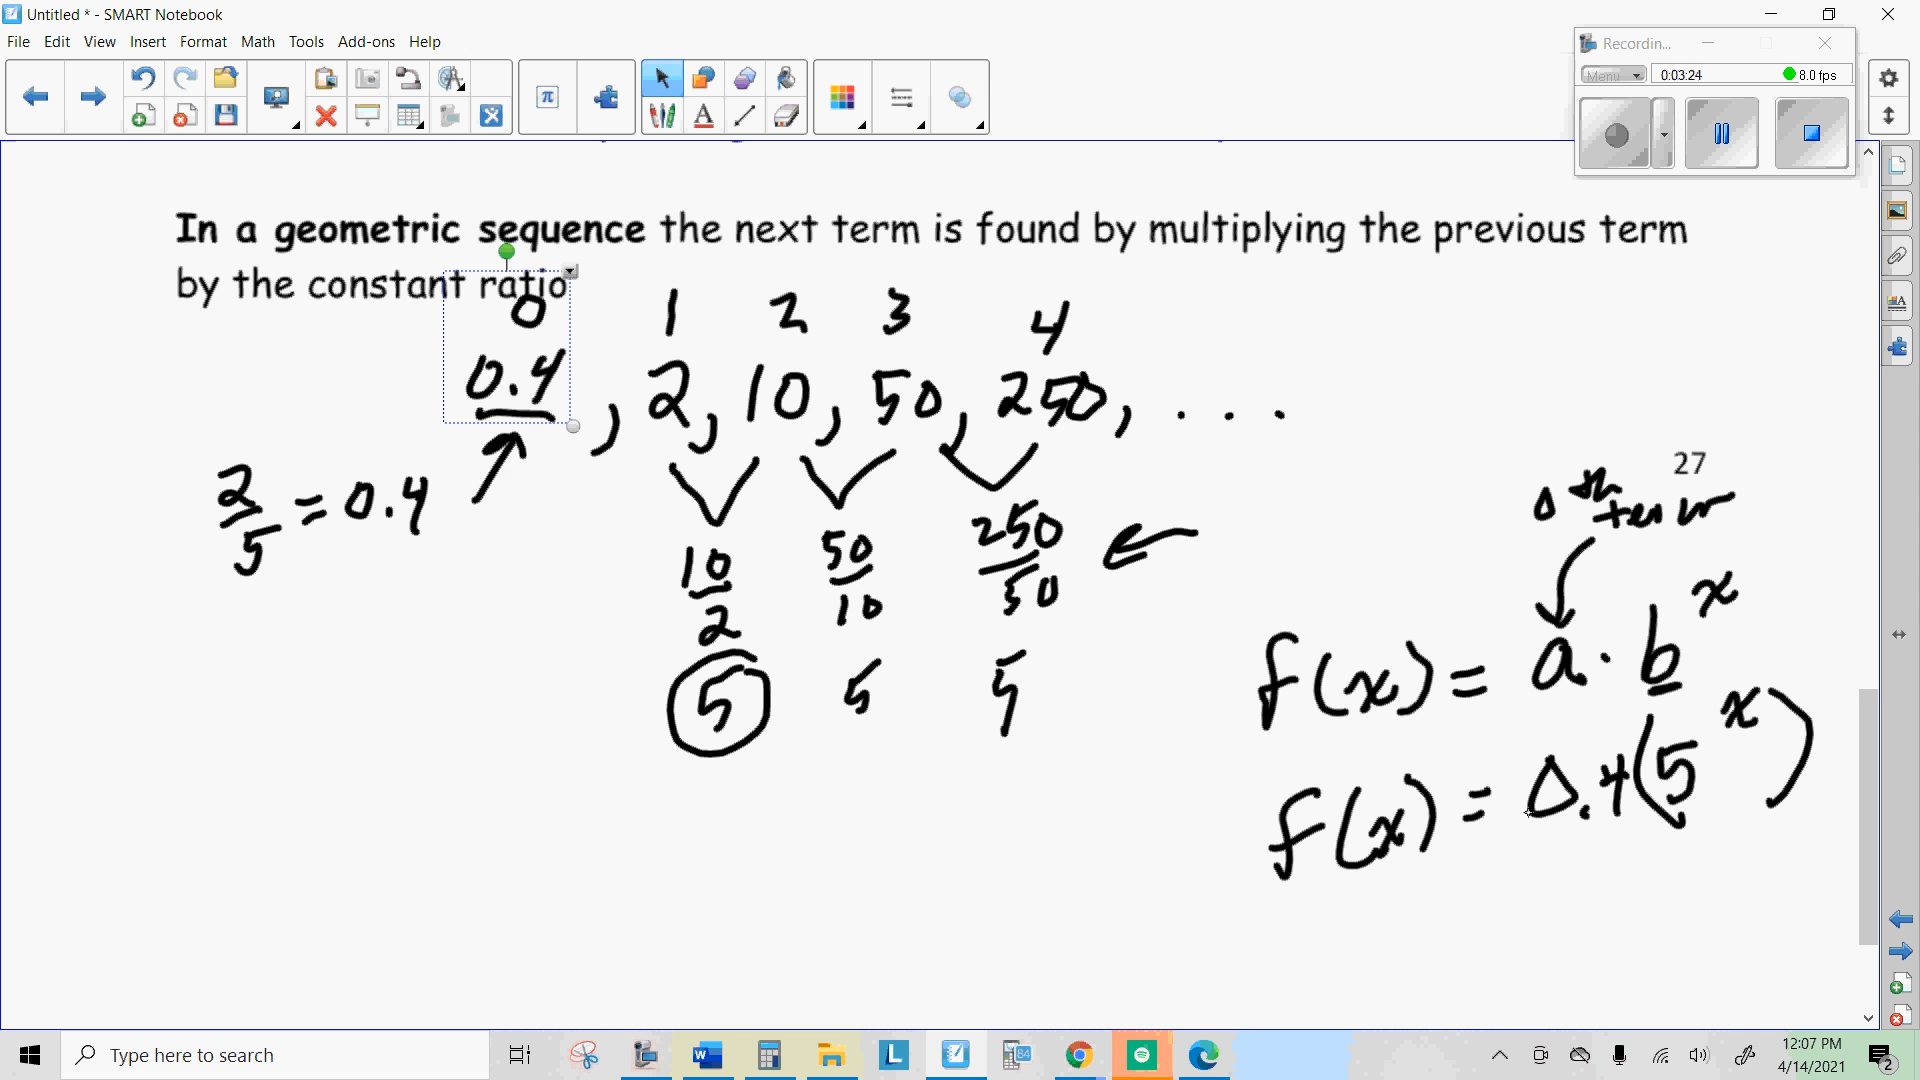 Untitled * - SMART Notebook
File Edit View Insert Format Math Tools Add-ons Help
Recordin...
Menu 0:03:24 8.0 fps
In a geometric sequence the next term is found by multiplying the previous term
by the constant ratio
0 1 2 3 4
0.4, 2, 10, 50, 250, . . .
2/5 = 0.4
10/2 50/10 250/50
5 5 5
27
0th term
f(x) = a · b^x
f(x) = 0.4(5^x)
Type here to search
12:07 PM
4/14/2021
2